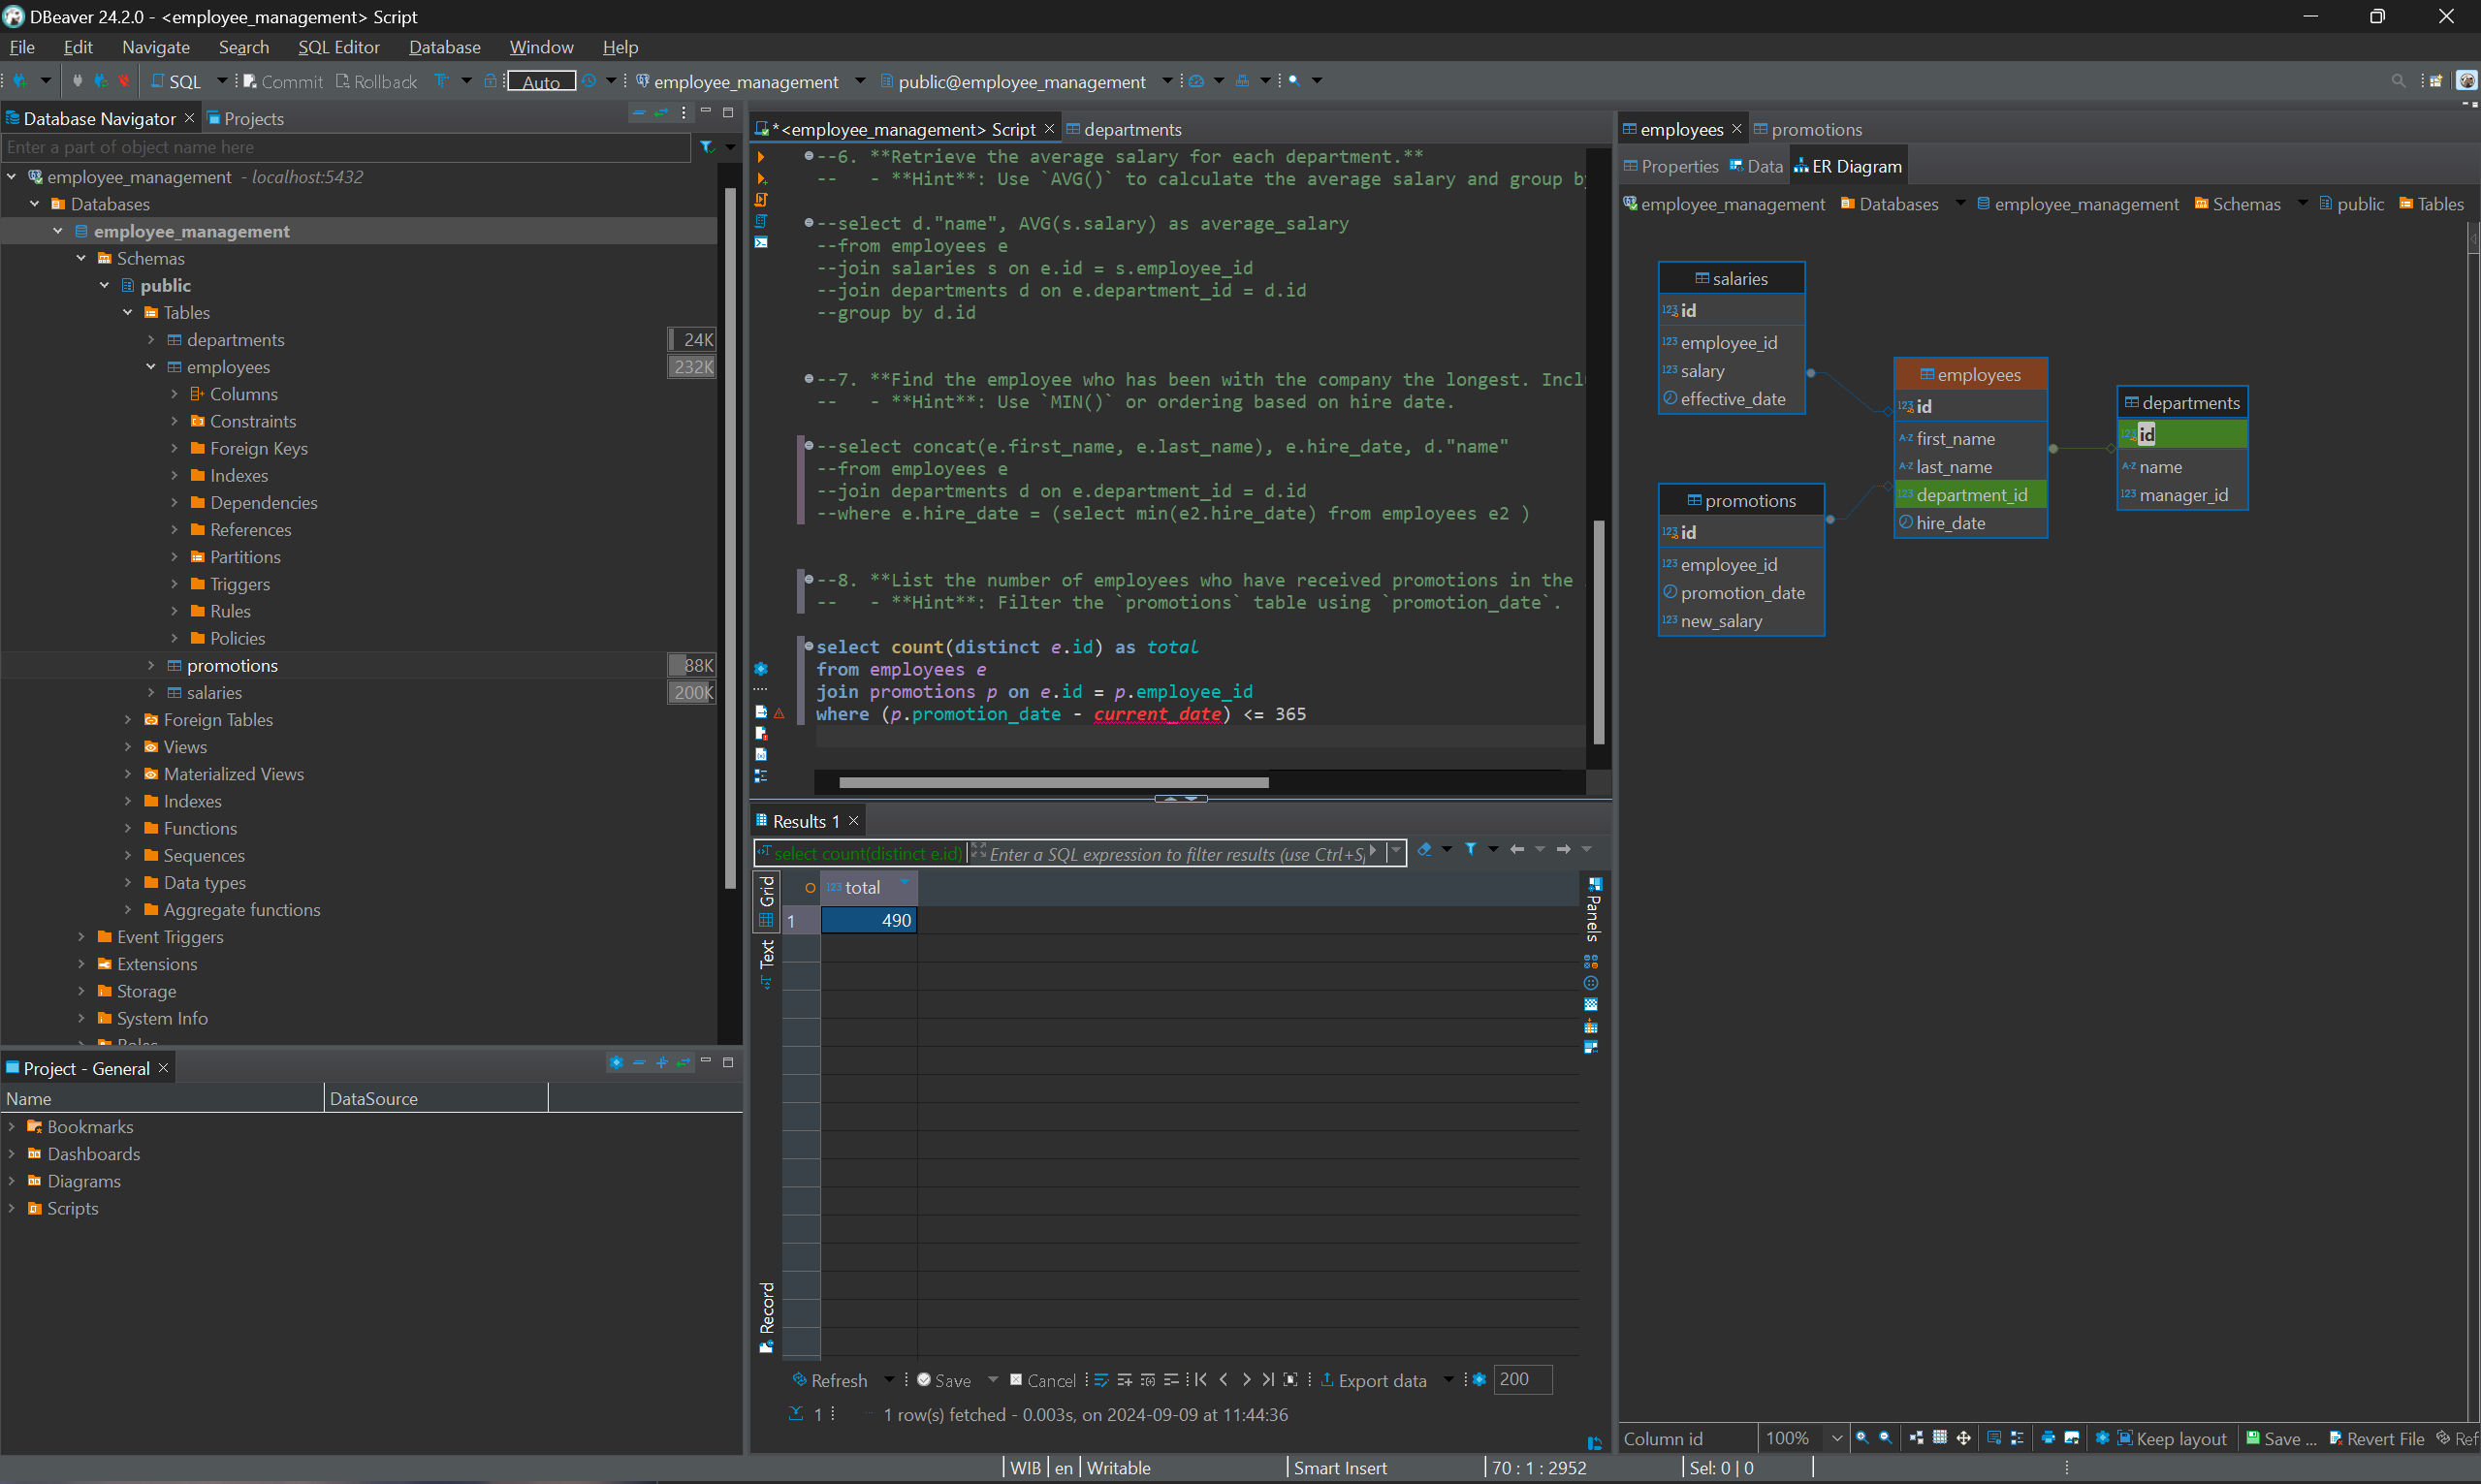 DBeaver 24.2.0 - <employee_management> Script
File Edit Navigate Search SQL Editor Database Window Help
SQL Commit Rollback Auto employee_management public@employee_management
Database Navigator Projects
Enter a part of object name here
employee_management - localhost:5432
Databases
employee_management
Schemas
public
Tables
departments 24K
employees 232K
Columns
Constraints
Foreign Keys
Indexes
Dependencies
References
Partitions
Triggers
Rules
Policies
promotions 88K
salaries 200K
Foreign Tables
Views
Materialized Views
Indexes
Functions
Sequences
Data types
Aggregate functions
Event Triggers
Extensions
Storage
System Info
Roles
Project - General
Name DataSource
Bookmarks
Dashboards
Diagrams
Scripts
*<employee_management> Script departments
--6. **Retrieve the average salary for each department.**
-- - **Hint**: Use `AVG()` to calculate the average salary and group b
--select d."name", AVG(s.salary) as average_salary
--from employees e
--join salaries s on e.id = s.employee_id
--join departments d on e.department_id = d.id
--group by d.id
--7. **Find the employee who has been with the company the longest. Incl
-- - **Hint**: Use `MIN()` or ordering based on hire date.
--select concat(e.first_name, e.last_name), e.hire_date, d."name"
--from employees e
--join departments d on e.department_id = d.id
--where e.hire_date = (select min(e2.hire_date) from employees e2 )
--8. **List the number of employees who have received promotions in the
-- - **Hint**: Filter the `promotions` table using `promotion_date`.
select count(distinct e.id) as total
from employees e
join promotions p on e.id = p.employee_id
where (p.promotion_date - current_date) <= 365
Results 1
select count(distinct e.id) Enter a SQL expression to filter results (use Ctrl+S
Grid
Text
Record
123 total
1 490
Panels
Refresh Save Cancel Export data 200
1 1 row(s) fetched - 0.003s, on 2024-09-09 at 11:44:36
employees promotions
Properties Data ER Diagram
employee_management Databases employee_management Schemas public Tables
salaries
123 id
123 employee_id
123 salary
effective_date
promotions
123 id
123 employee_id
promotion_date
123 new_salary
employees
123 id
A-Z first_name
A-Z last_name
123 department_id
hire_date
departments
123 id
A-Z name
123 manager_id
Column id 100% Keep layout Save ... Revert File Ref
WIB en Writable Smart Insert 70 : 1 : 2952 Sel: 0 | 0